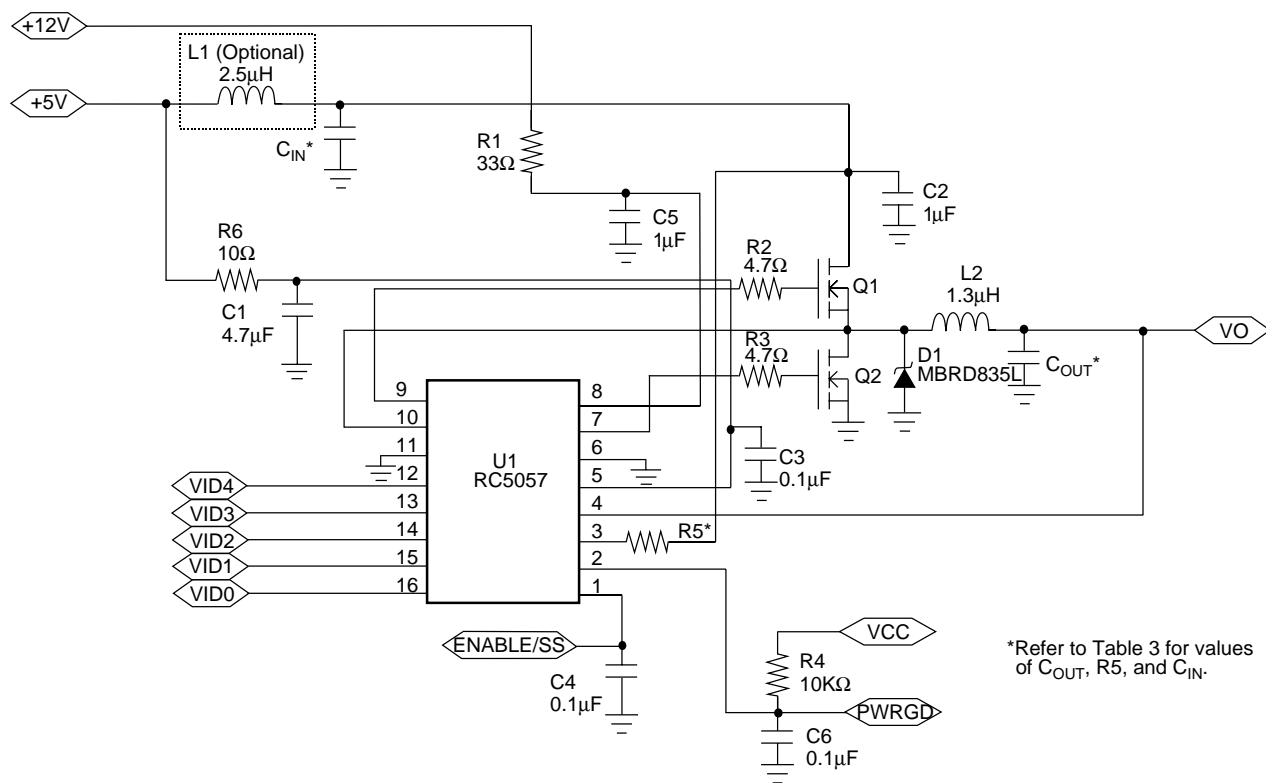 +12V
L1 (Optional)
2.5µH
+5V
C_IN*
R1
33Ω
C5
1µF
C2
1µF
R6
10Ω
C1
4.7µF
R2
4.7Ω
Q1
L2
1.3µH
VO
R3
4.7Ω
Q2
D1
MBRD835L
C_OUT*
9
10
11
12
13
14
15
16
U1
RC5057
8
7
6
5
4
3
2
1
C3
0.1µF
R5*
VID4
VID3
VID2
VID1
VID0
ENABLE/SS
C4
0.1µF
VCC
R4
10KΩ
PWRGD
C6
0.1µF
*Refer to Table 3 for values
of C_OUT, R5, and C_IN.